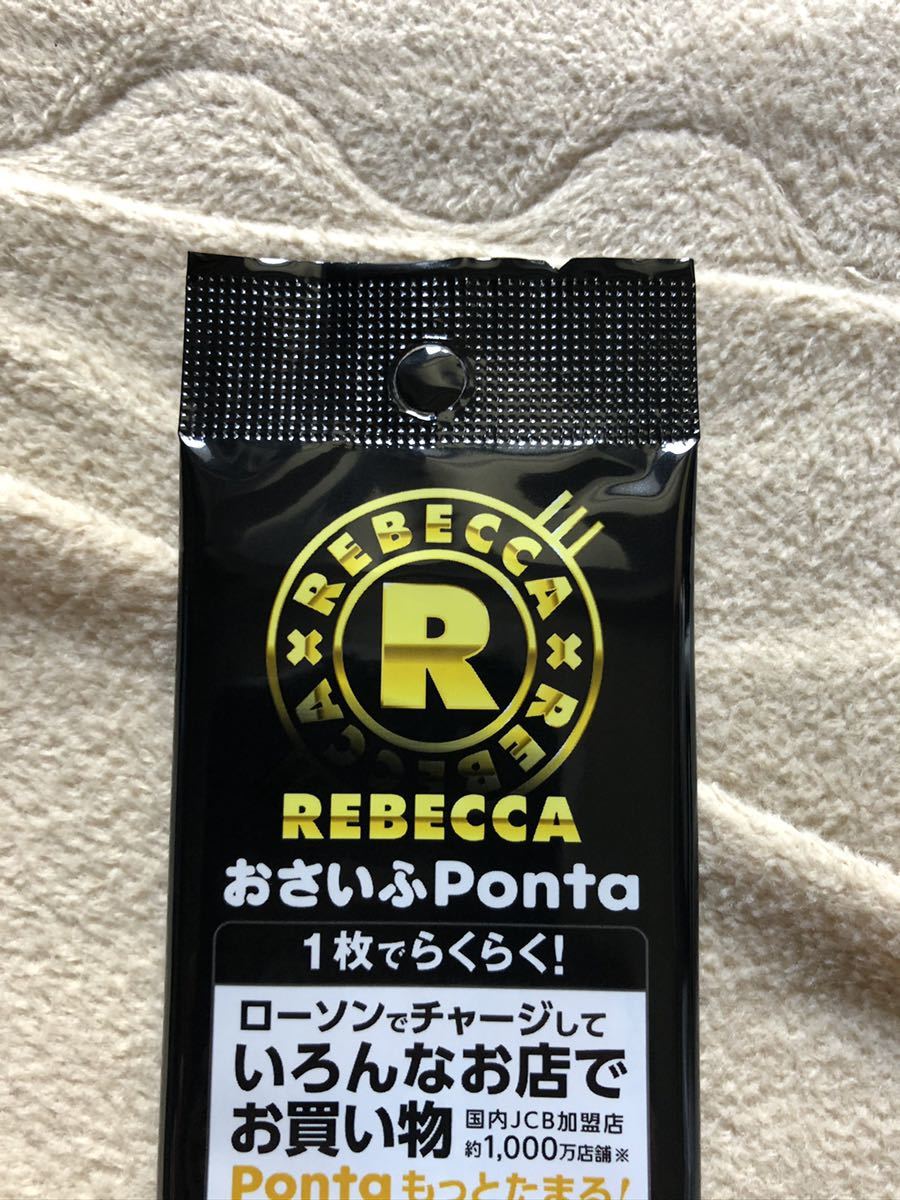 REBECCA × REBECCA ×
R
REBECCA
おさいふPonta
1枚でらくらく!
ローソンでチャージして
いろんなお店で
お買い物 国内JCB加盟店
約1,000万店舗※
Pontaもっとたまる!